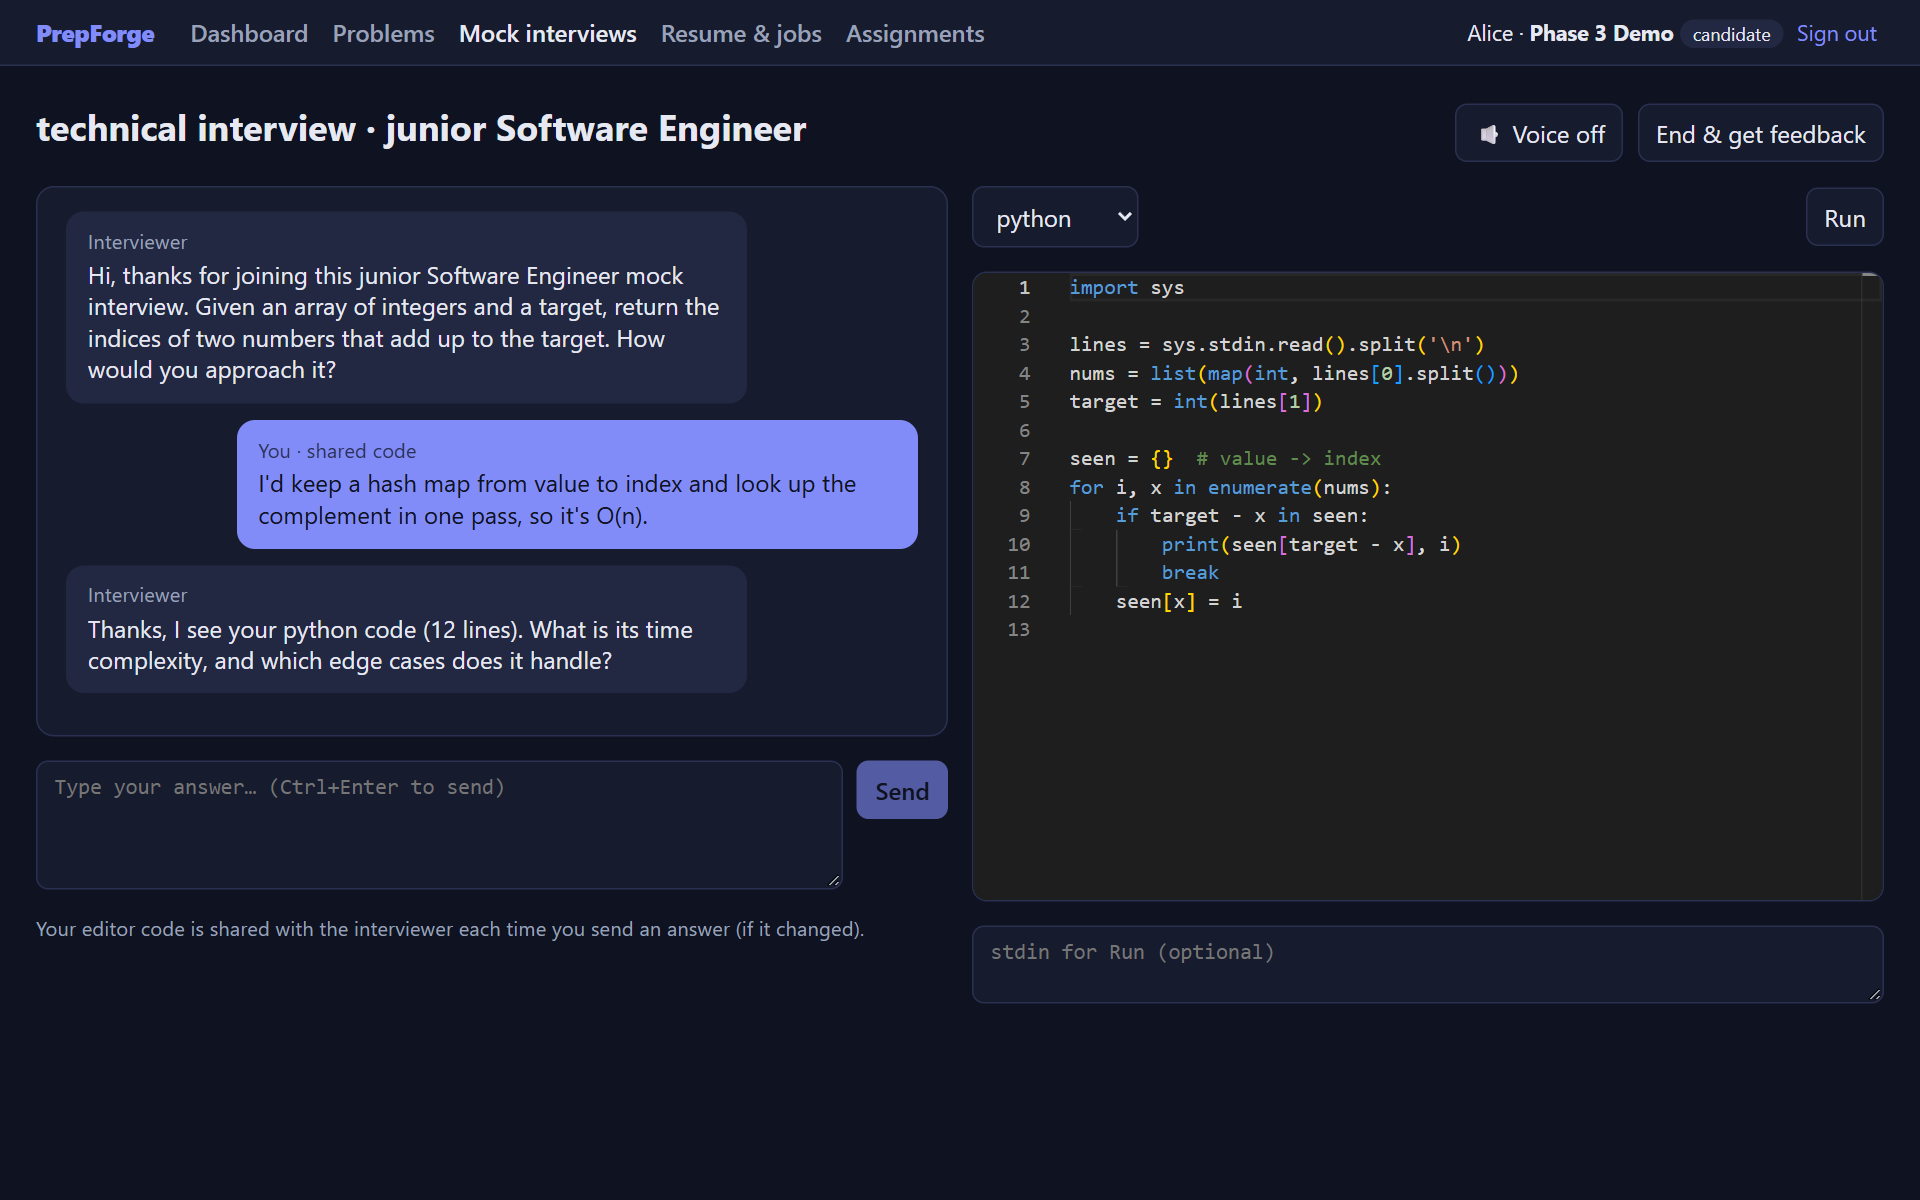 PrepForge Dashboard Problems Mock interviews Resume & jobs Assignments Alice · Phase 3 Demo candidate Sign out
technical interview · junior Software Engineer
Voice off End & get feedback
Interviewer
Hi, thanks for joining this junior Software Engineer mock
interview. Given an array of integers and a target, return the
indices of two numbers that add up to the target. How
would you approach it?
You · shared code
I'd keep a hash map from value to index and look up the
complement in one pass, so it's O(n).
Interviewer
Thanks, I see your python code (12 lines). What is its time
complexity, and which edge cases does it handle?
Type your answer… (Ctrl+Enter to send)
Send
Your editor code is shared with the interviewer each time you send an answer (if it changed).
python Run
1 import sys
2
3 lines = sys.stdin.read().split('\n')
4 nums = list(map(int, lines[0].split()))
5 target = int(lines[1])
6
7 seen = {}  # value -> index
8 for i, x in enumerate(nums):
9     if target - x in seen:
10         print(seen[target - x], i)
11         break
12     seen[x] = i
13
stdin for Run (optional)